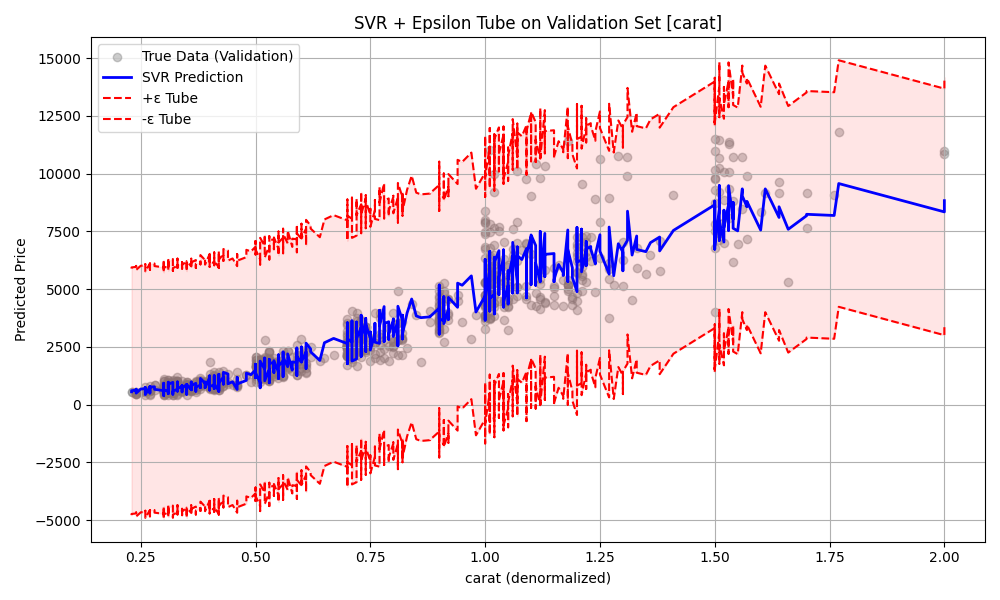 SVR + Epsilon Tube on Validation Set [carat]
True Data (Validation)
SVR Prediction
+ε Tube
-ε Tube
Predicted Price
15000
12500
10000
7500
5000
2500
0
−2500
−5000
0.25
0.50
0.75
1.00
1.25
1.50
1.75
2.00
carat (denormalized)